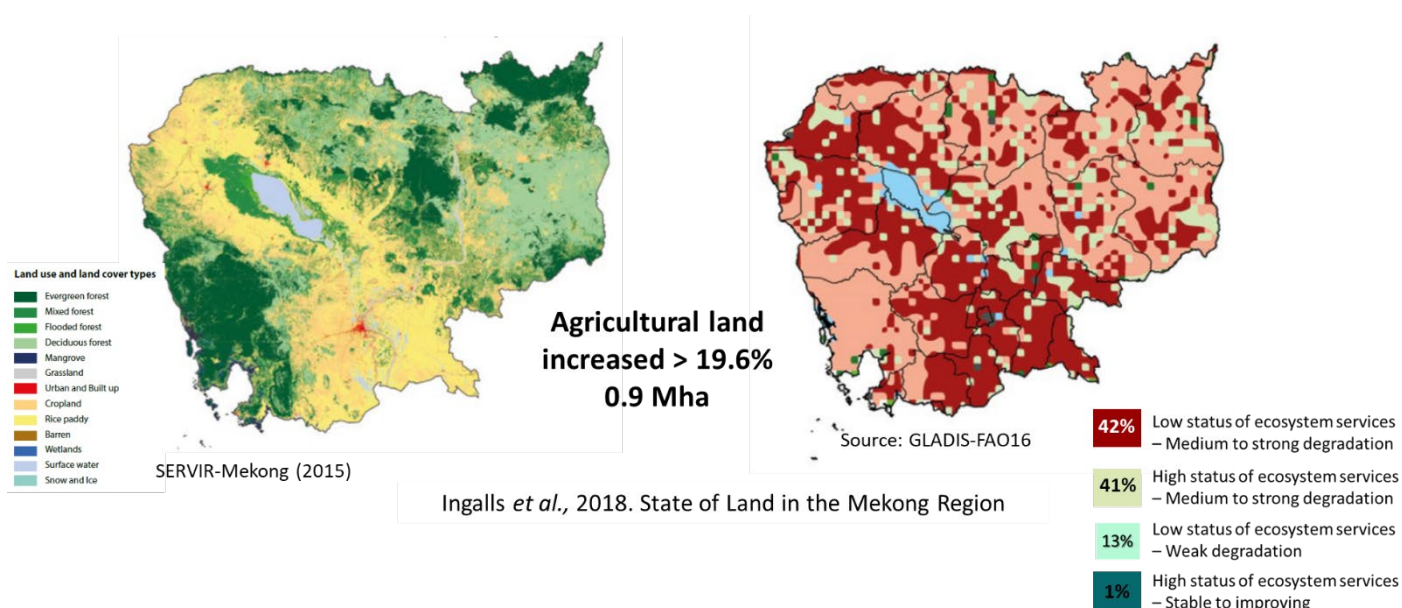 Land use and land cover types
Evergreen forest
Mixed forest
Flooded forest
Deciduous forest
Mangrove
Grassland
Urban and Built up
Cropland
Rice paddy
Barren
Wetlands
Surface water
Snow and Ice
SERVIR-Mekong (2015)
Agricultural land
increased > 19.6%
0.9 Mha
Source: GLADIS-FAO16
Ingalls et al., 2018. State of Land in the Mekong Region
42% Low status of ecosystem services
– Medium to strong degradation
41% High status of ecosystem services
– Medium to strong degradation
13% Low status of ecosystem services
– Weak degradation
1% High status of ecosystem services
– Stable to improving